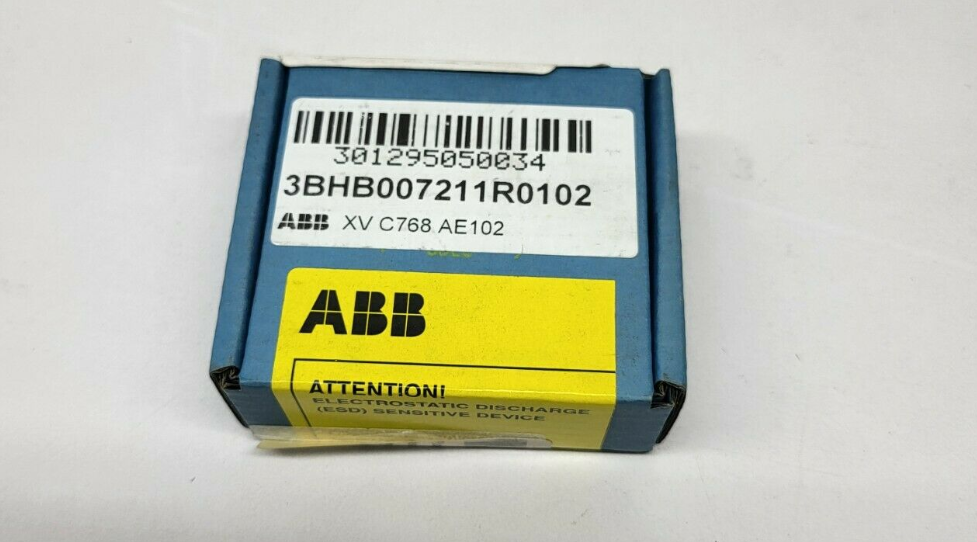 301295050034
3BHB007211R0102
ABB XV C768 AE102
ABB
ATTENTION!
ELECTROSTATIC DISCHARGE
(ESD) SENSITIVE DEVICE